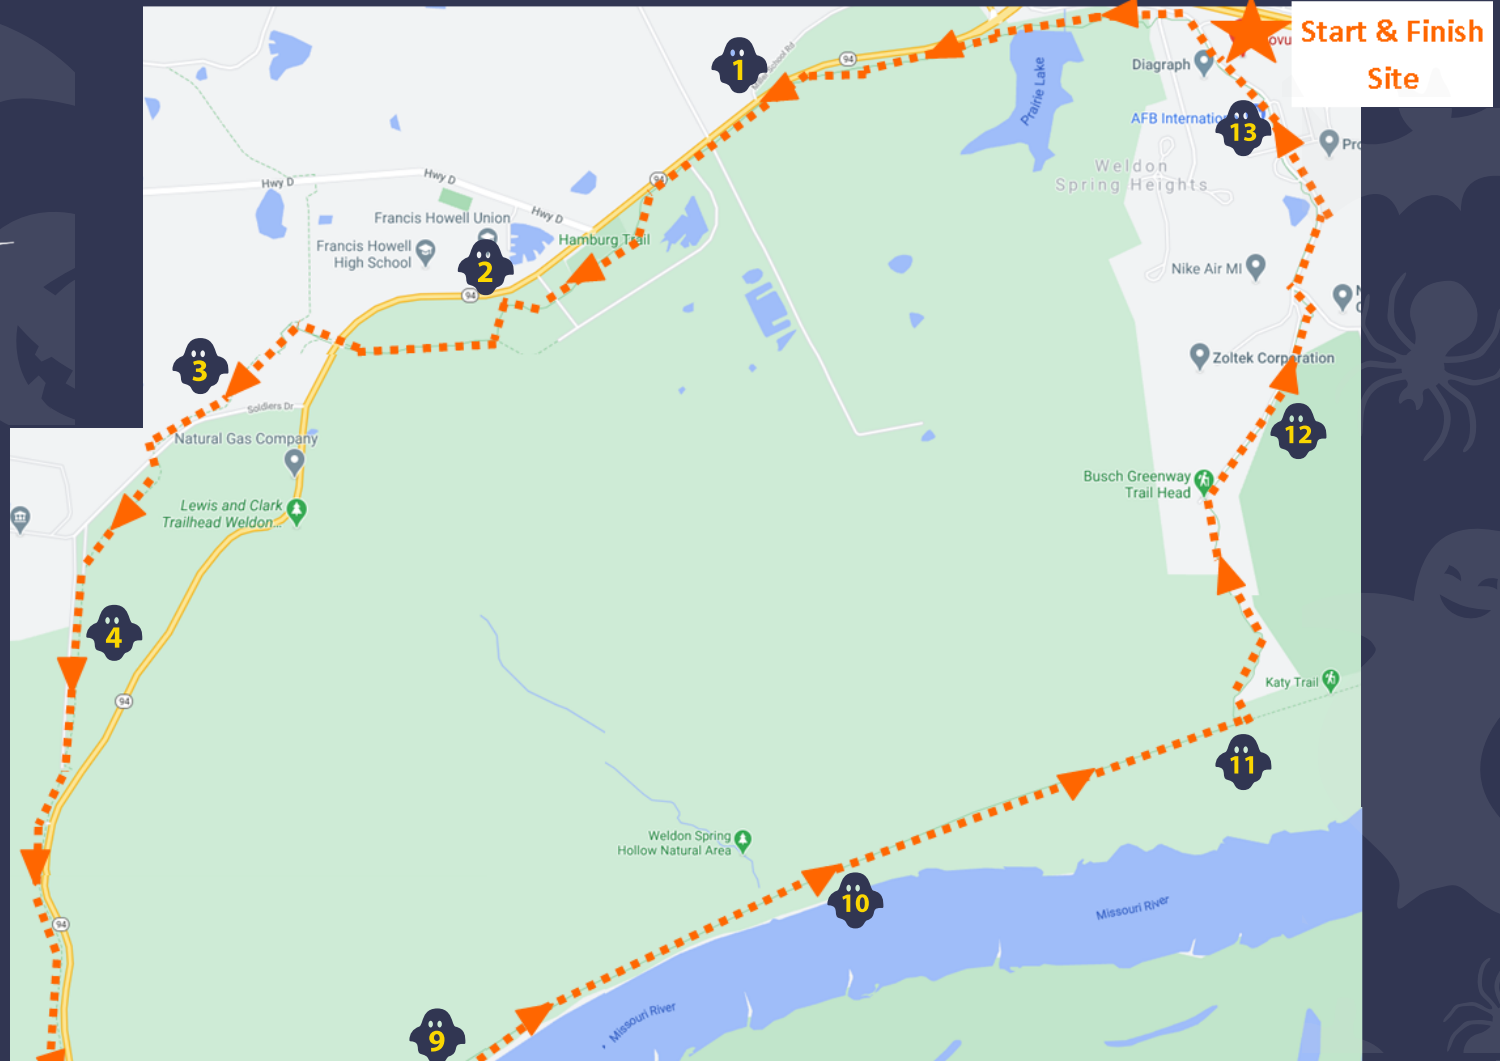 Start & Finish
Site
94
1
Diagraph
Prairie Lake
AFB Internatio
13
Pro
Weldon
Spring Heights
Hwy D
Hwy D
94
Hwy D
Francis Howell Union
Hamburg Trail
Francis Howell
High School
2
94
Nike Air MI
3
Zoltek Corporation
Soldiers Dr
12
Natural Gas Company
Busch Greenway
Trail Head
Lewis and Clark
Trailhead Weldon...
4
94
Katy Trail
11
Weldon Spring
Hollow Natural Area
10
Missouri River
94
Missouri River
9